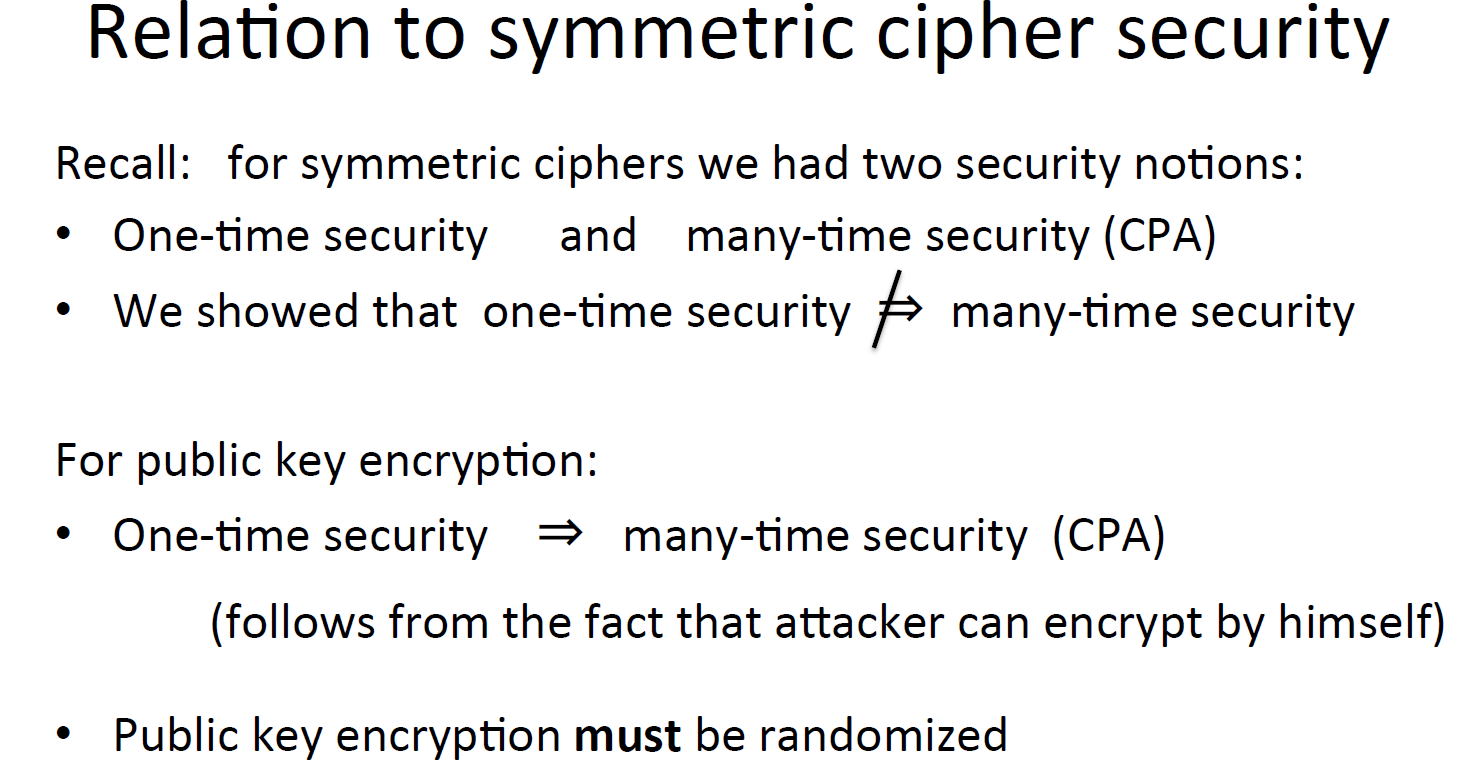 Relation to symmetric cipher security
Recall: for symmetric ciphers we had two security notions:
• One-time security and many-time security (CPA)
• We showed that one-time security ⇏ many-time security
For public key encryption:
• One-time security ⇒ many-time security (CPA)
(follows from the fact that attacker can encrypt by himself)
• Public key encryption must be randomized